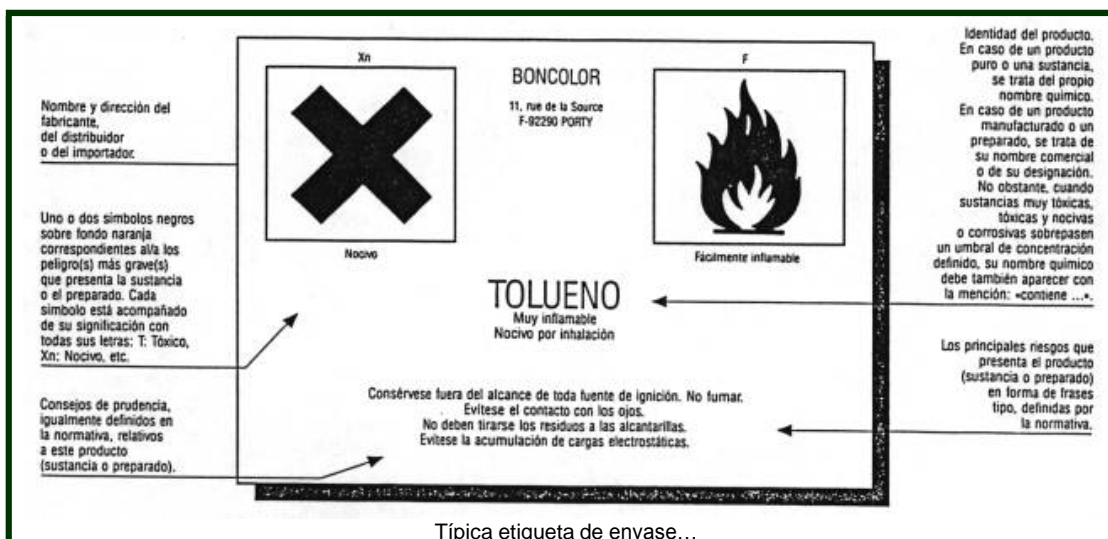 Nombre y dirección del
fabricante,
del distribuidor
o del importador.
Uno o dos símbolos negros
sobre fondo naranja
correspondientes al/a los
peligro(s) más grave(s)
que presenta la sustancia
o el preparado. Cada
símbolo está acompañado
de su significación con
todas sus letras: T: Tóxico,
Xn; Nocivo, etc.
Consejos de prudencia,
igualmente definidos en
la normativa, relativos
a este producto
(sustancia o preparado).
Xn
Nocivo
BONCOLOR
11, rue de la Source
F-92290 PORTY
F
Fácilmente inflamable
TOLUENO
Muy inflamable
Nocivo por inhalación
Consérvese fuera del alcance de toda fuente de ignición. No fumar.
Evítese el contacto con los ojos.
No deben tirarse los residuos a las alcantarillas.
Evítese la acumulación de cargas electrostáticas.
Identidad del producto.
En caso de un producto
puro o una sustancia,
se trata del propio
nombre químico.
En caso de un producto
manufacturado o un
preparado, se trata de
su nombre comercial
o de su designación.
No obstante, cuando
sustancias muy tóxicas,
tóxicas y nocivas
o corrosivas sobrepasen
un umbral de concentración
definido, su nombre químico
debe también aparecer con
la mención: «contiene ...».
Los principales riesgos que
presenta el producto
(sustancia o preparado)
en forma de frases
tipo, definidas por
la normativa.
Típica etiqueta de envase…